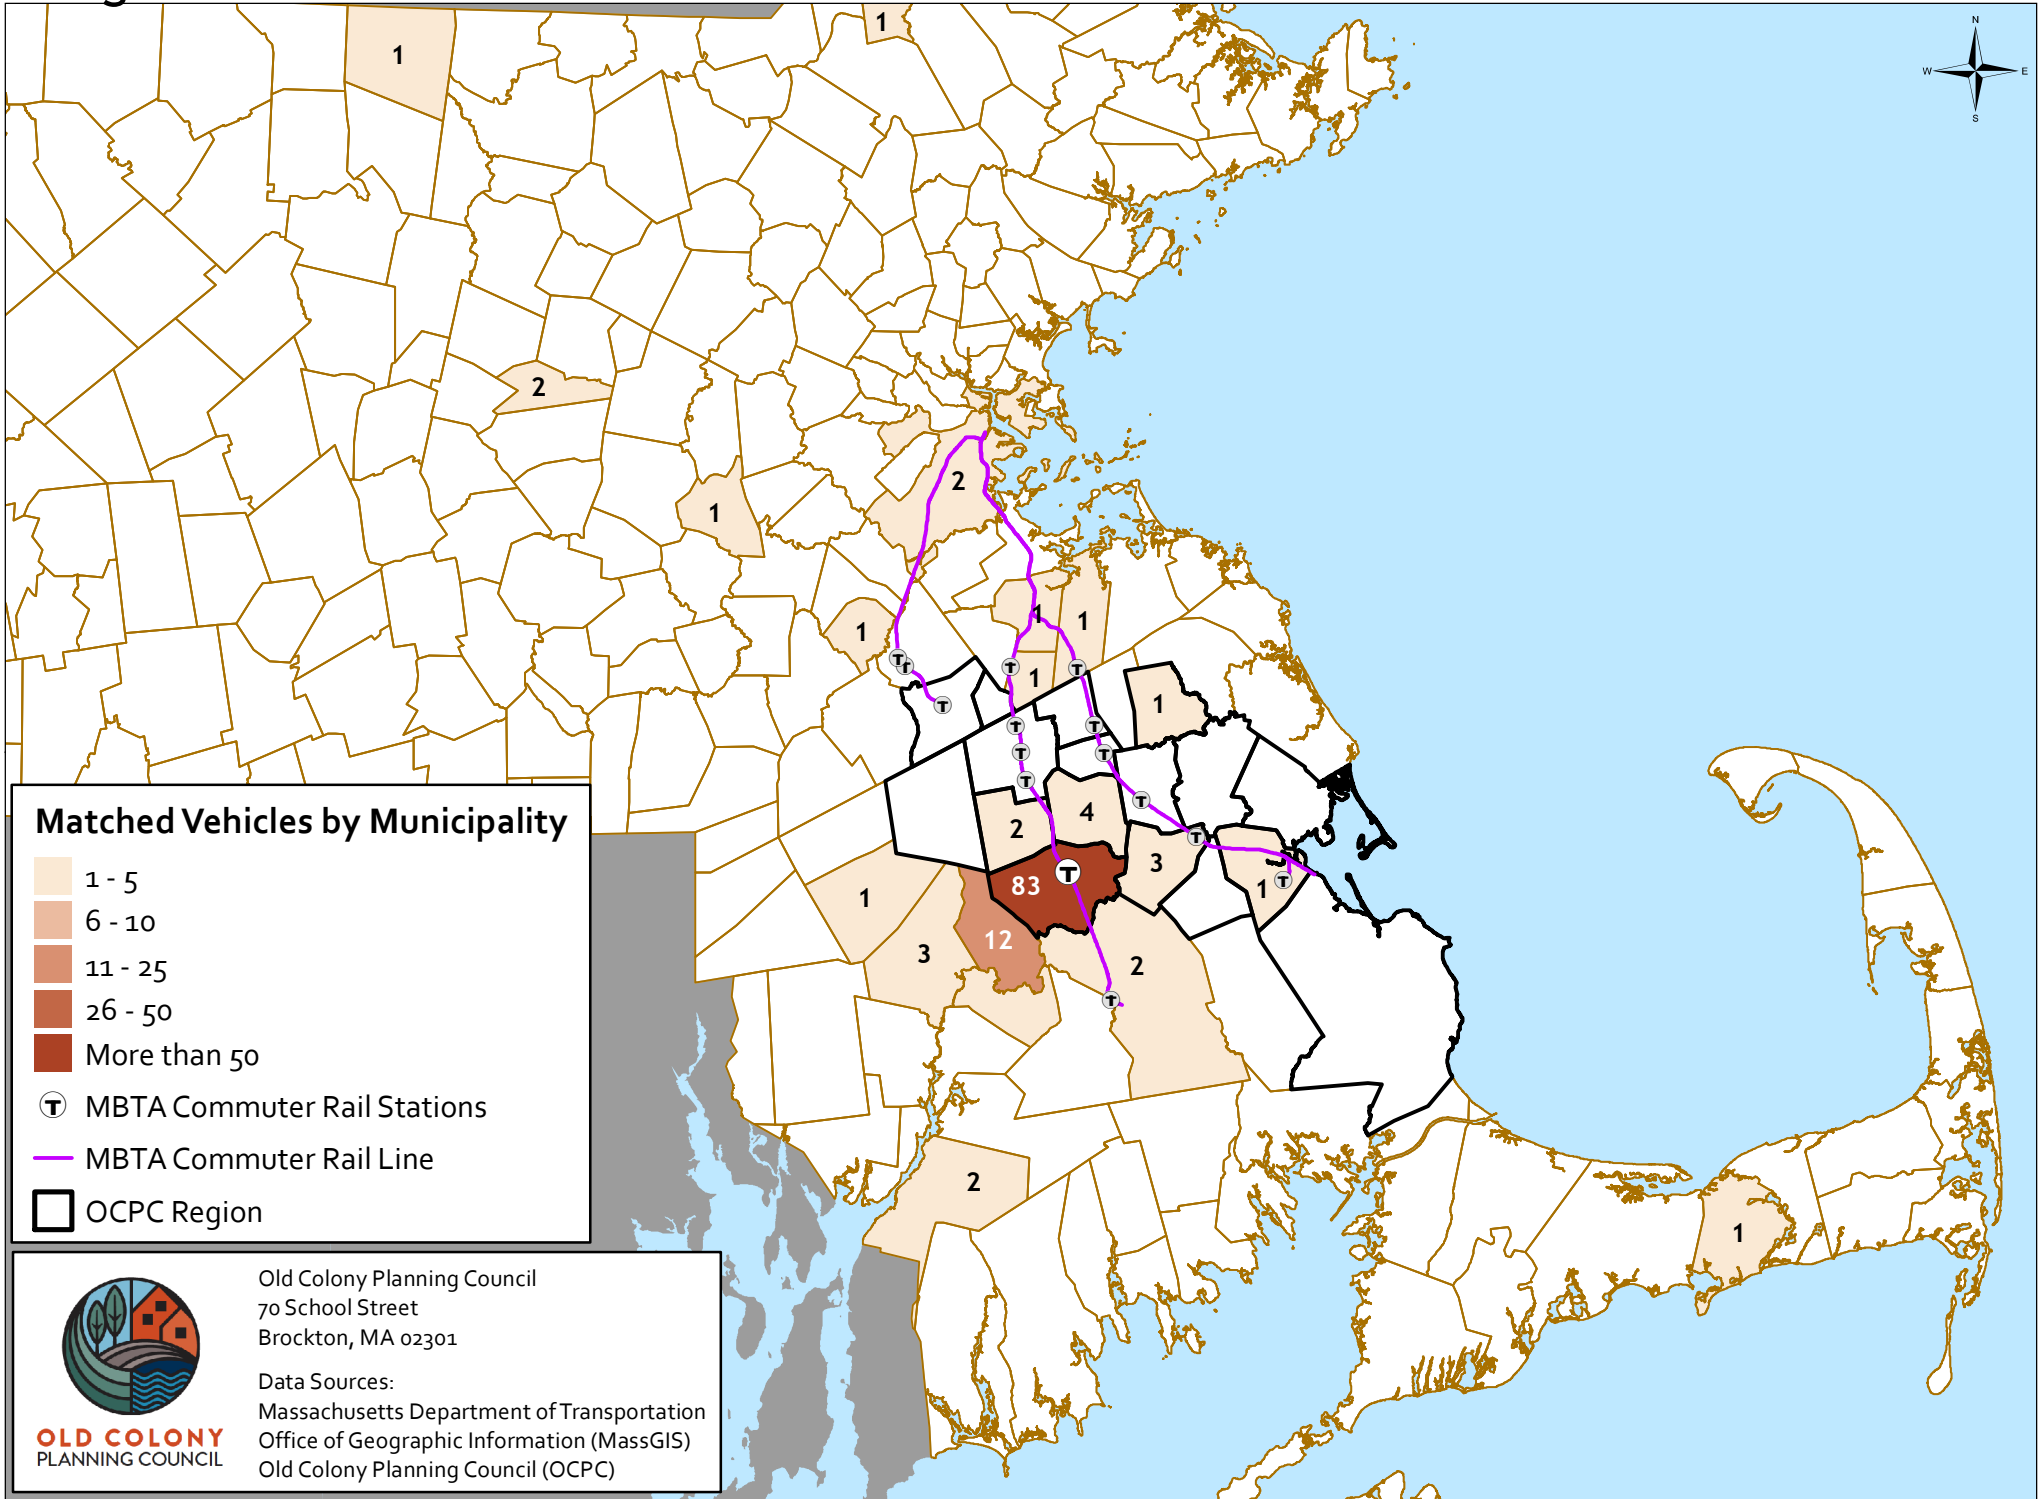 1
1
N
W E
S
2
2
1
1
1
1
1
1
Matched Vehicles by Municipality
1 - 5
6 - 10
11 - 25
26 - 50
More than 50
T MBTA Commuter Rail Stations
MBTA Commuter Rail Line
OCPC Region
4
2
3
83
1
1
12
3
2
2
1
Old Colony Planning Council
70 School Street
Brockton, MA 02301
Data Sources:
Massachusetts Department of Transportation
Office of Geographic Information (MassGIS)
Old Colony Planning Council (OCPC)
OLD COLONY
PLANNING COUNCIL